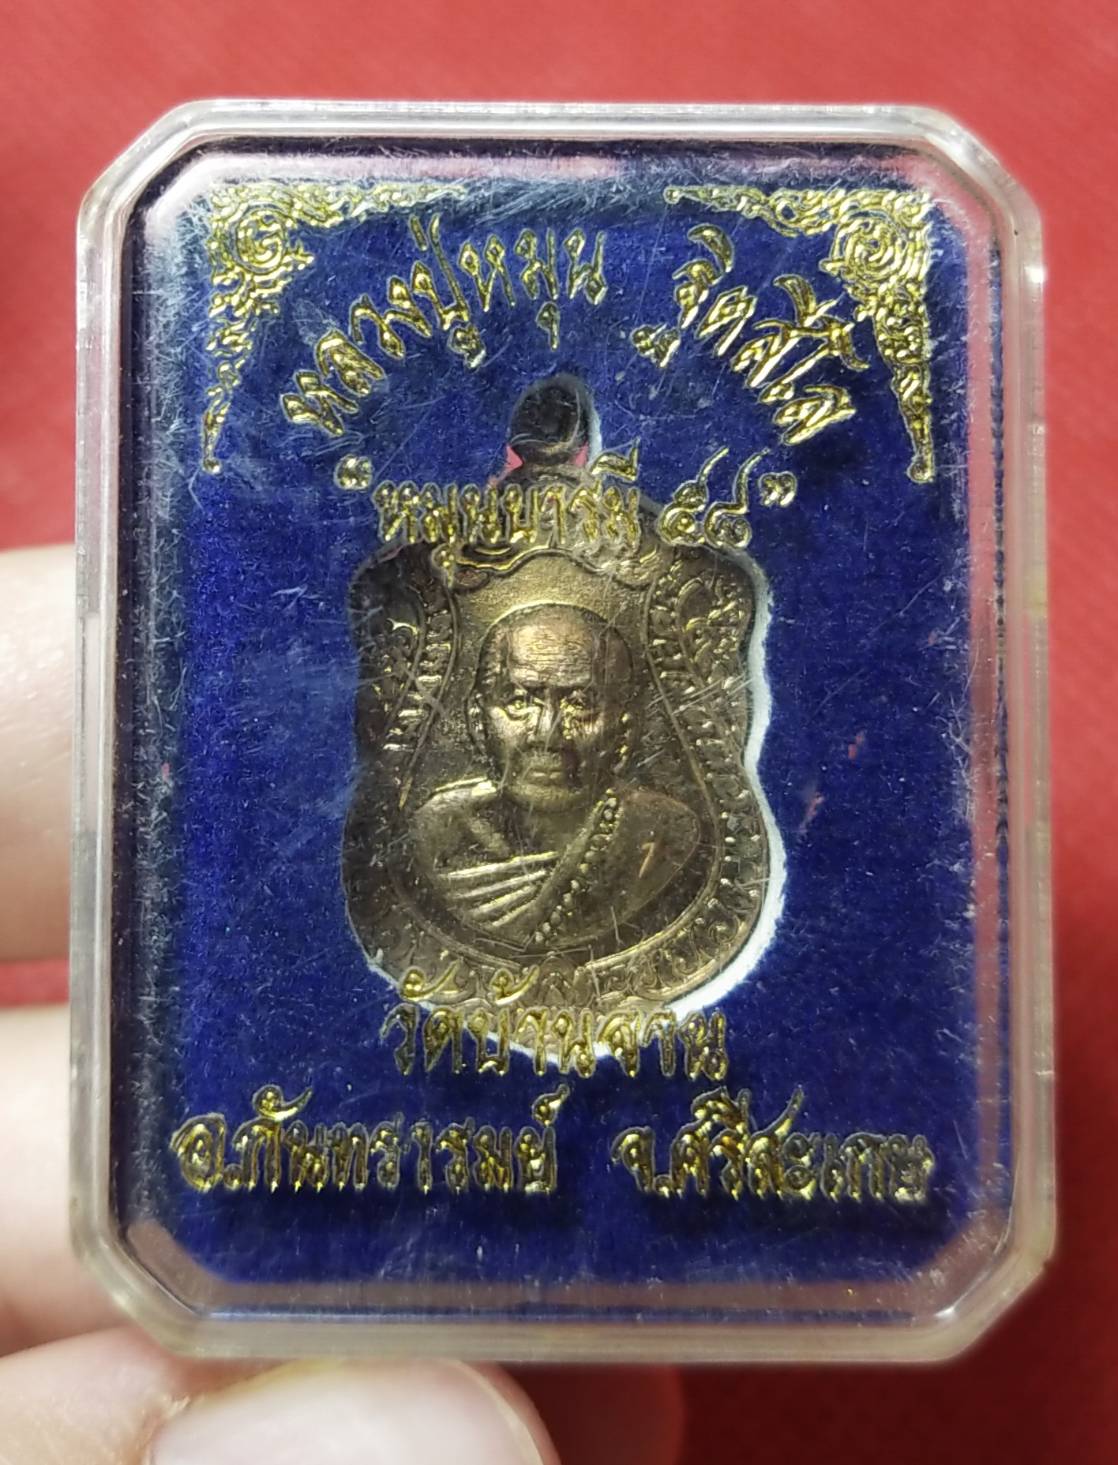 หลวงปู่หมุน ฐิตสีโล
“หมุนบารมี ๕๘”
วัดบ้านจาน
อ.กันทรารมย์ จ.ศรีสะเกษ